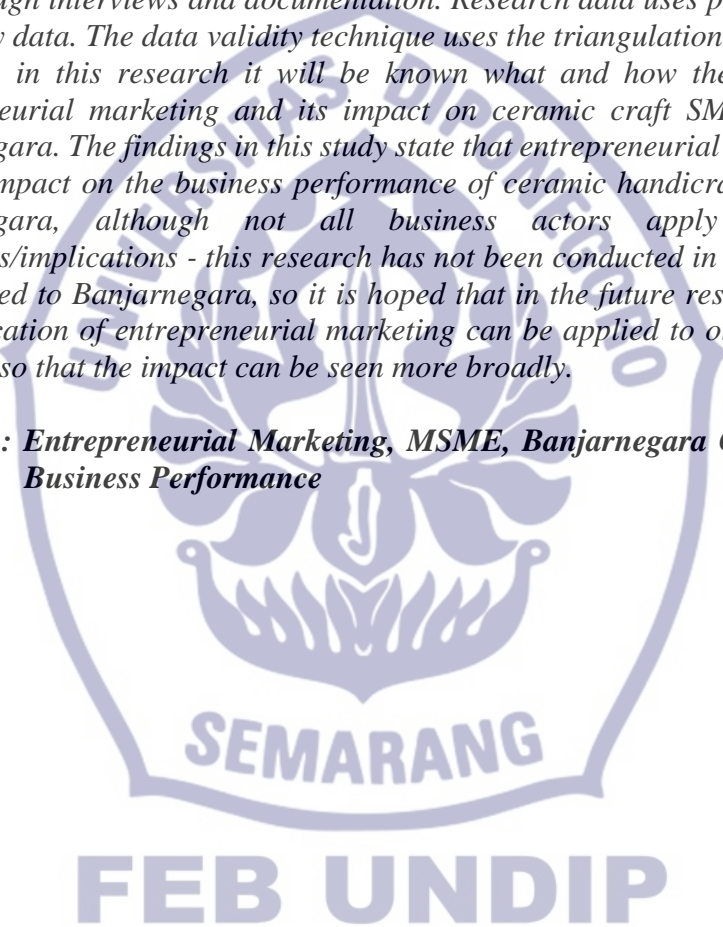 ough interviews and documentation. Research data uses p
y data. The data validity technique uses the triangulation
in this research it will be known what and how the
eurial marketing and its impact on ceramic craft SM
gara. The findings in this study state that entrepreneurial
mpact on the business performance of ceramic handicra
gara, although not all business actors apply
s/implications - this research has not been conducted in
ed to Banjarnegara, so it is hoped that in the future res
cation of entrepreneurial marketing can be applied to o
so that the impact can be seen more broadly.
: Entrepreneurial Marketing, MSME, Banjarnegara C
Business Performance
UNIVERSITAS DIPONEGORO
SEMARANG
FEB UNDIP